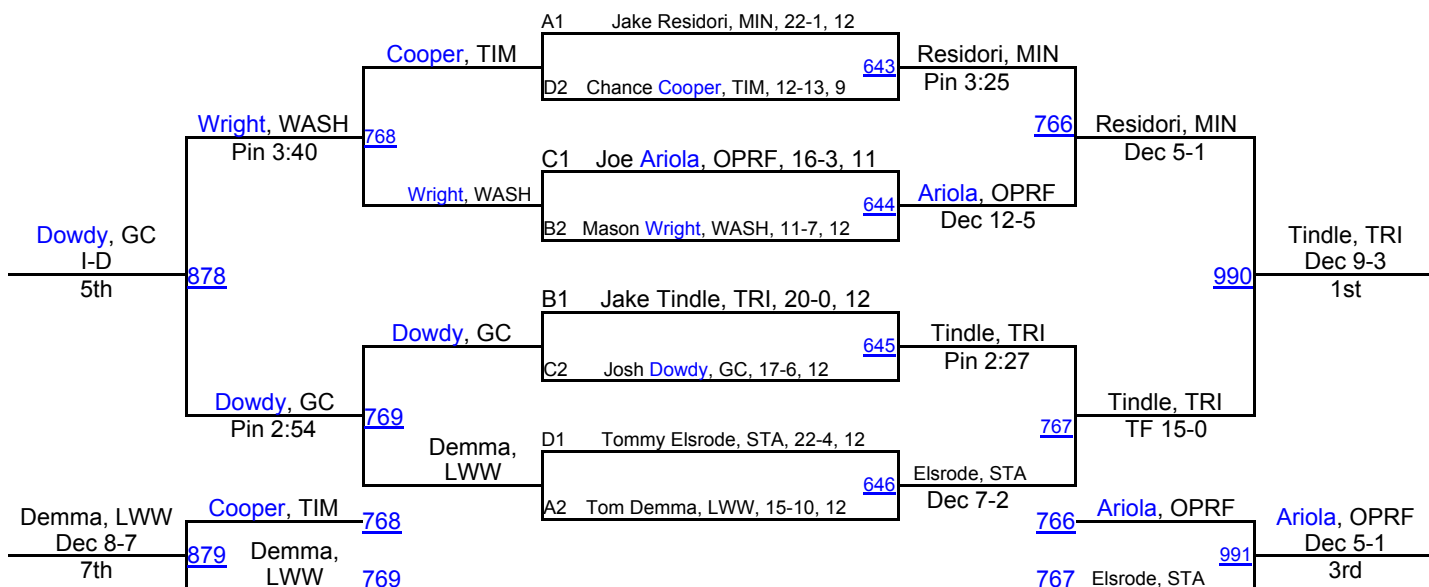 A1 Jake Residori, MIN, 22-1, 12
Cooper, TIM
643
Residori, MIN
Pin 3:25
D2 Chance Cooper, TIM, 12-13, 9
Wright, WASH
Pin 3:40
768
766
Residori, MIN
Dec 5-1
C1 Joe Ariola, OPRF, 16-3, 11
Wright, WASH
644
Ariola, OPRF
Dec 12-5
B2 Mason Wright, WASH, 11-7, 12
Dowdy, GC
I-D
5th
878
990
Tindle, TRI
Dec 9-3
1st
B1 Jake Tindle, TRI, 20-0, 12
Dowdy, GC
645
Tindle, TRI
Pin 2:27
C2 Josh Dowdy, GC, 17-6, 12
Dowdy, GC
Pin 2:54
769
767
Tindle, TRI
TF 15-0
D1 Tommy Elsrode, STA, 22-4, 12
Demma,
LWW
646
Elsrode, STA
Dec 7-2
A2 Tom Demma, LWW, 15-10, 12
Demma, LWW
Dec 8-7
7th
879
Cooper, TIM
768
Demma,
LWW
769
766
Ariola, OPRF
767
Elsrode, STA
991
Ariola, OPRF
Dec 5-1
3rd